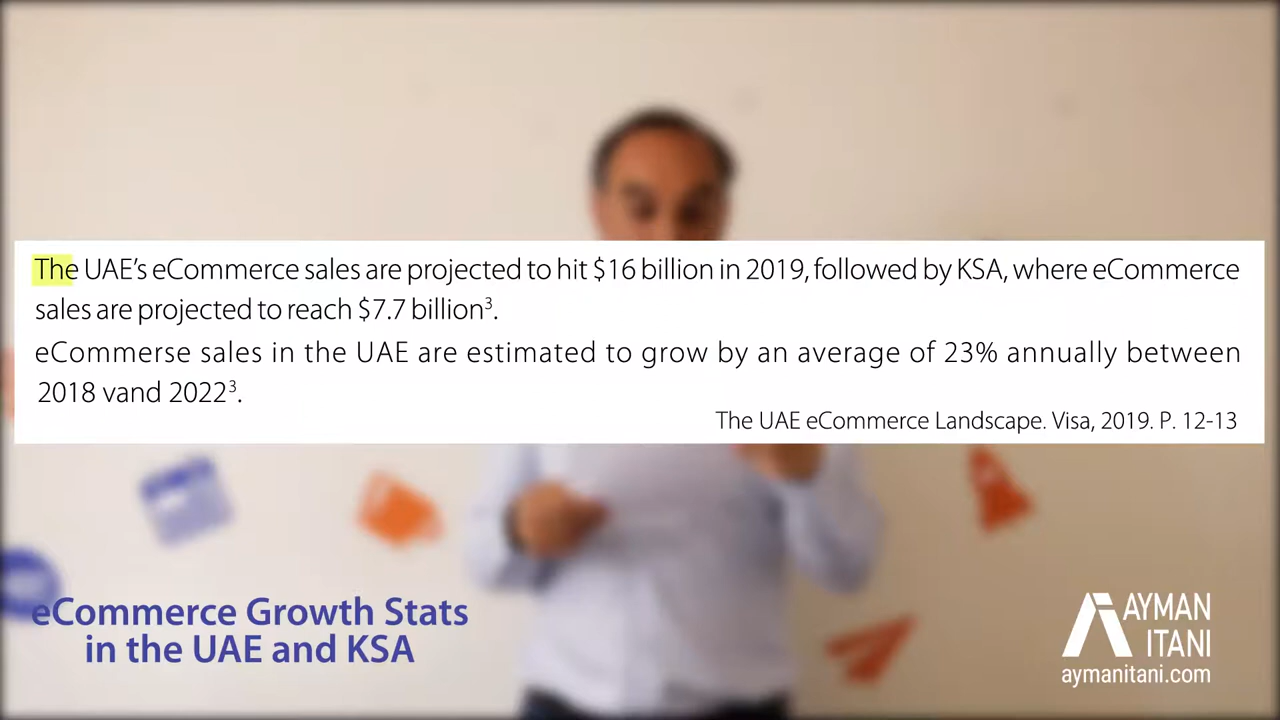 The UAE's eCommerce sales are projected to hit $16 billion in 2019, followed by KSA, where eCommerce
sales are projected to reach $7.7 billion³.
eCommerse sales in the UAE are estimated to grow by an average of 23% annually between
2018 vand 2022³.
The UAE eCommerce Landscape. Visa, 2019. P. 12-13
eCommerce Growth Stats
in the UAE and KSA
AYMAN
ITANI
aymanitani.com